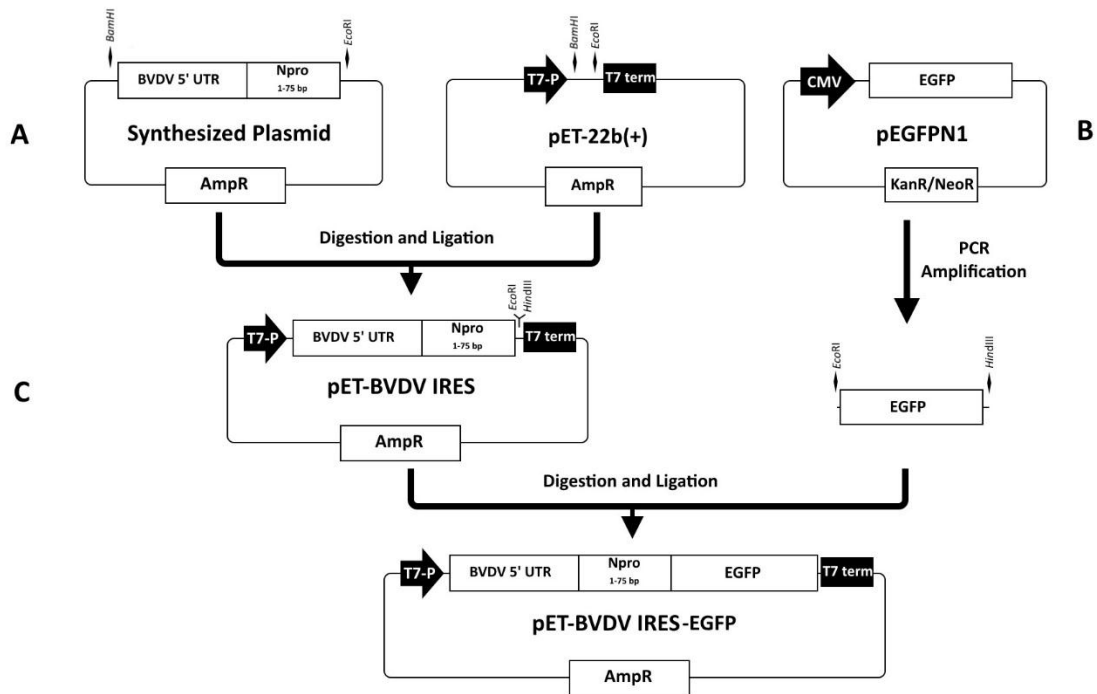 BamHI
EcoRI
BVDV 5' UTR
Npro
1-75 bp
Synthesized Plasmid
AmpR
A
BamHI
EcoRI
T7-P
T7 term
pET-22b(+)
AmpR
CMV
EGFP
pEGFPN1
KanR/NeoR
B
Digestion and Ligation
PCR
Amplification
EcoRI
HindIII
T7-P
BVDV 5' UTR
Npro
1-75 bp
T7 term
pET-BVDV IRES
AmpR
C
EcoRI
HindIII
EGFP
Digestion and Ligation
T7-P
BVDV 5' UTR
Npro
1-75 bp
EGFP
T7 term
pET-BVDV IRES-EGFP
AmpR